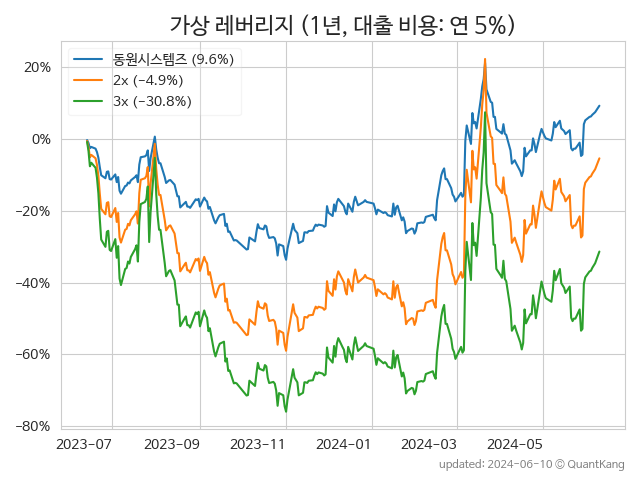 가상 레버리지 (1년, 대출 비용: 연 5%)
동원시스템즈 (9.6%)
2x (−4.9%)
3x (−30.8%)
20%
0%
−20%
−40%
−60%
−80%
2023-07 2023-09 2023-11 2024-01 2024-03 2024-05
updated: 2024-06-10 © QuantKang